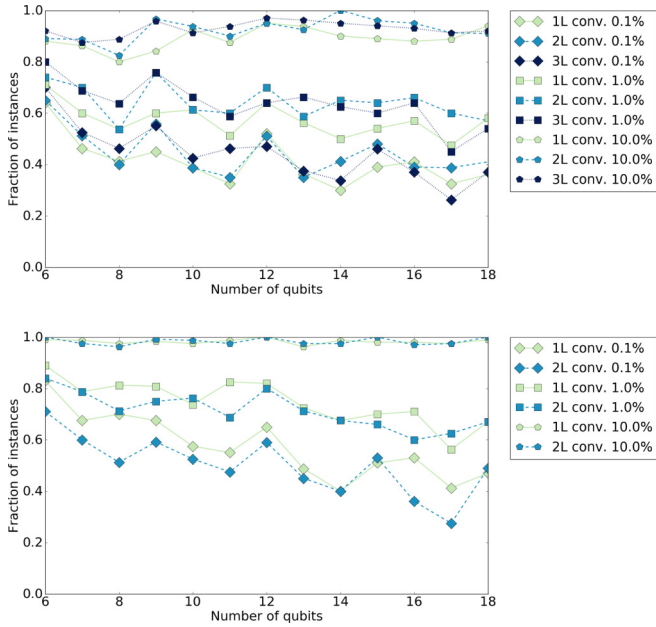 1.0
0.8
0.6
0.4
0.2
0.0
Fraction of instances
6 8 10 12 14 16 18
Number of qubits
1L conv. 0.1%
2L conv. 0.1%
3L conv. 0.1%
1L conv. 1.0%
2L conv. 1.0%
3L conv. 1.0%
1L conv. 10.0%
2L conv. 10.0%
3L conv. 10.0%
1.0
0.8
0.6
0.4
0.2
0.0
Fraction of instances
6 8 10 12 14 16 18
Number of qubits
1L conv. 0.1%
2L conv. 0.1%
1L conv. 1.0%
2L conv. 1.0%
1L conv. 10.0%
2L conv. 10.0%